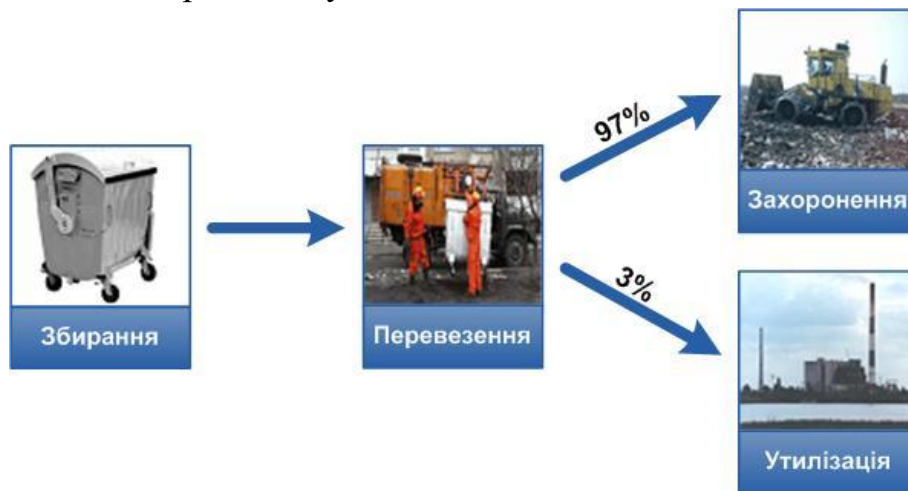 Збирання
Перевезення
97%
Захоронення
3%
Утилізація